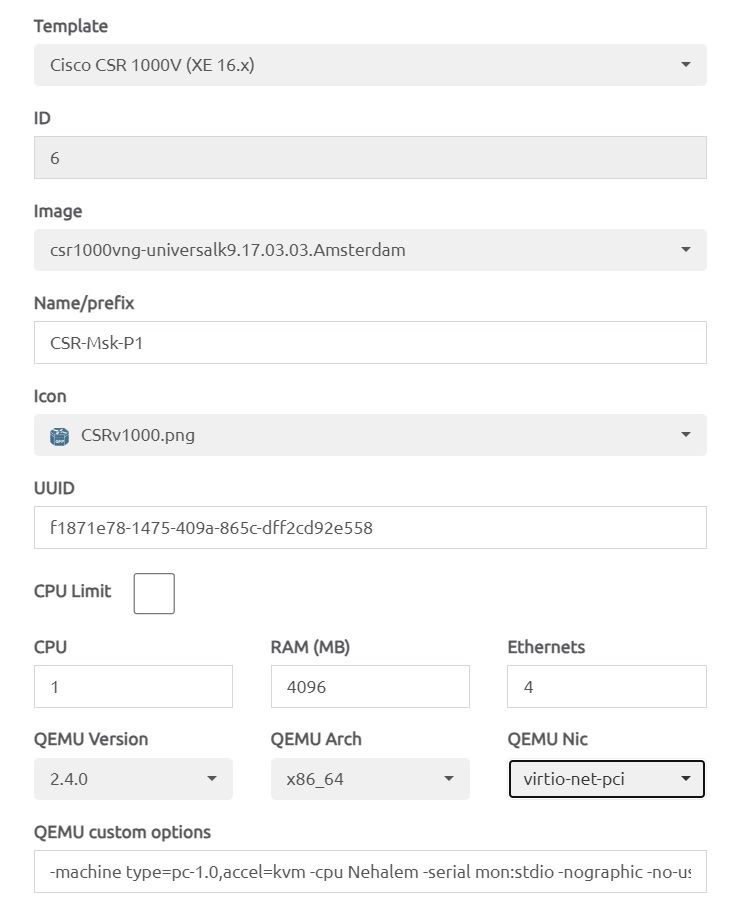 Template
Cisco CSR 1000V (XE 16.x)
ID
6
Image
csr1000vng-universalk9.17.03.03.Amsterdam
Name/prefix
CSR-Msk-P1
Icon
CSRv1000.png
UUID
f1871e78-1475-409a-865c-dff2cd92e558
CPU Limit
CPU RAM (MB) Ethernets
1 4096 4
QEMU Version QEMU Arch QEMU Nic
2.4.0 x86_64 virtio-net-pci
QEMU custom options
-machine type=pc-1.0,accel=kvm -cpu Nehalem -serial mon:stdio -nographic -no-us